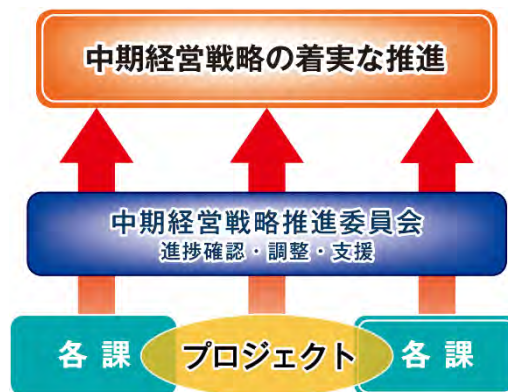 中期経営戦略の着実な推進
中期経営戦略推進委員会
進捗確認・調整・支援
各課 プロジェクト 各課